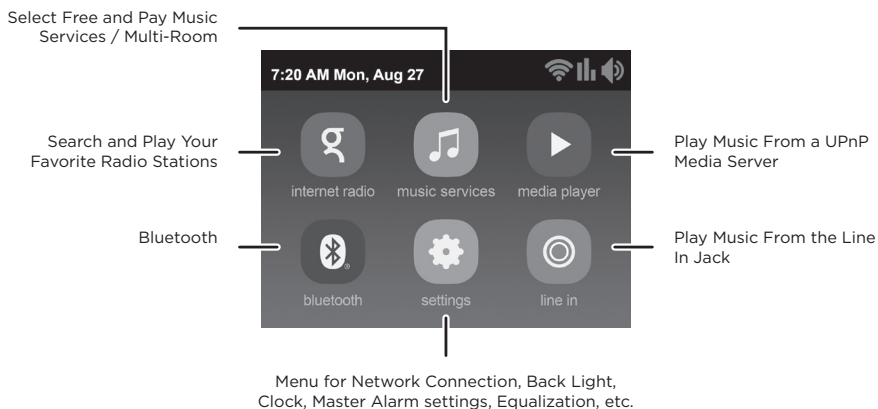 Select Free and Pay Music
Services / Multi-Room
7:20 AM Mon, Aug 27
Search and Play Your
Favorite Radio Stations
internet radio
music services
media player
Play Music From a UPnP
Media Server
Bluetooth
bluetooth
settings
line in
Play Music From the Line
In Jack
Menu for Network Connection, Back Light,
Clock, Master Alarm settings, Equalization, etc.